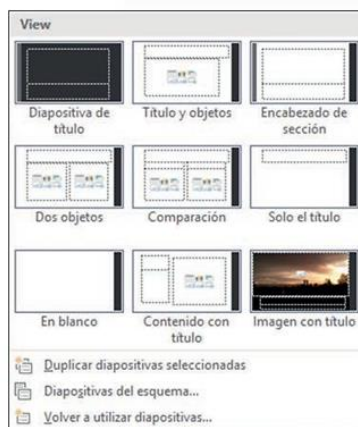 View
Diapositiva de título
Título y objetos
Encabezado de sección
Dos objetos
Comparación
Solo el título
En blanco
Contenido con título
Imagen con título
Duplicar diapositivas seleccionadas
Diapositivas del esquema...
Volver a utilizar diapositivas...